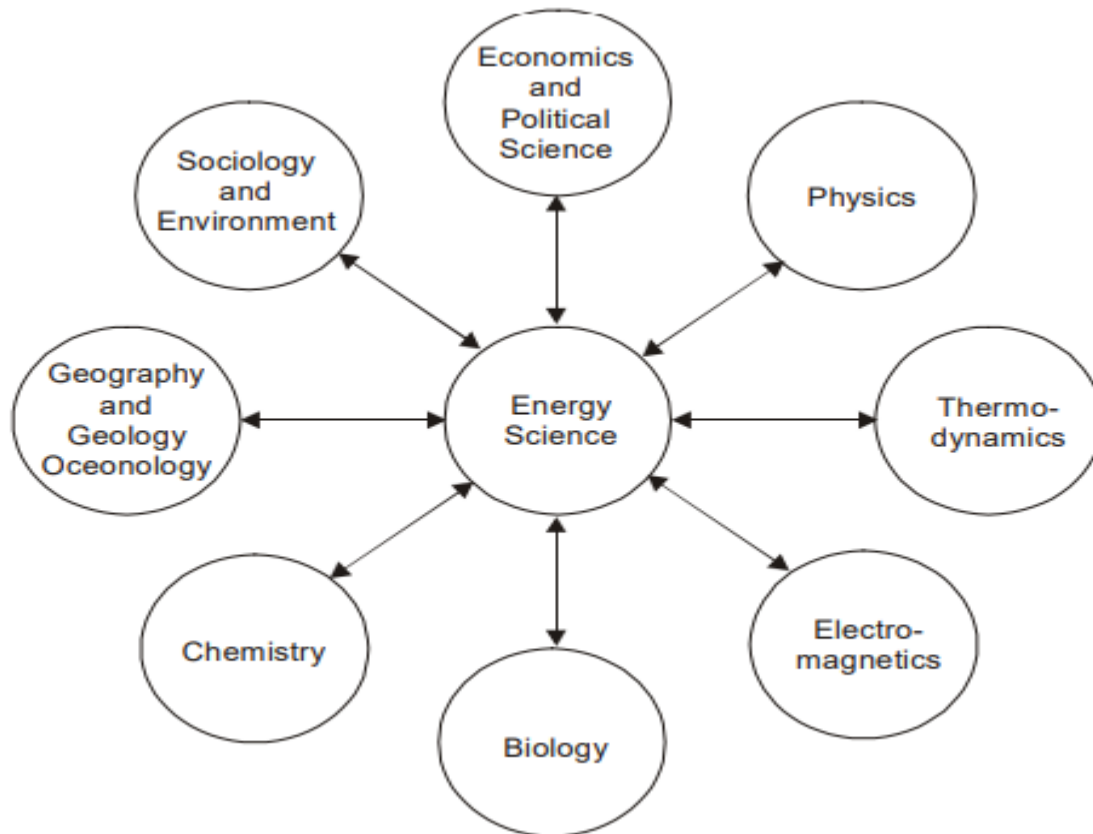 Economics
and
Political
Science
Sociology
and
Environment
Physics
Geography
and
Geology
Oceonology
Energy
Science
Thermo-
dynamics
Chemistry
Electro-
magnetics
Biology